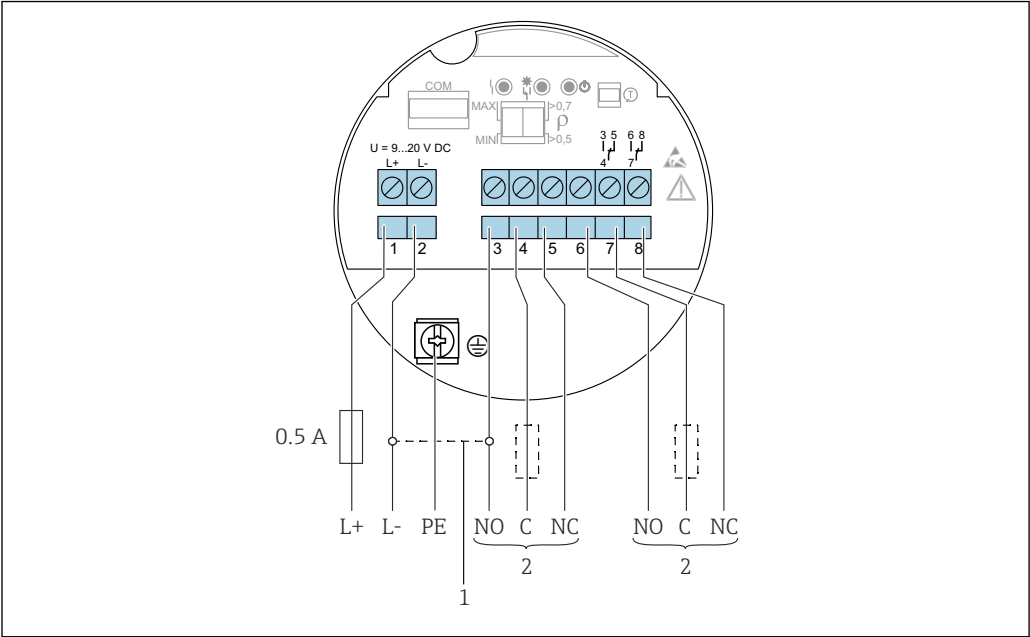 COM
MAX
>0,7
ρ
MIN
>0,5
U = 9...20 V DC
L+ L-
3 5 6 8
4 7
1 2 3 4 5 6 7 8
0.5 A
L+ L- PE NO C NC NO C NC
2 2
1